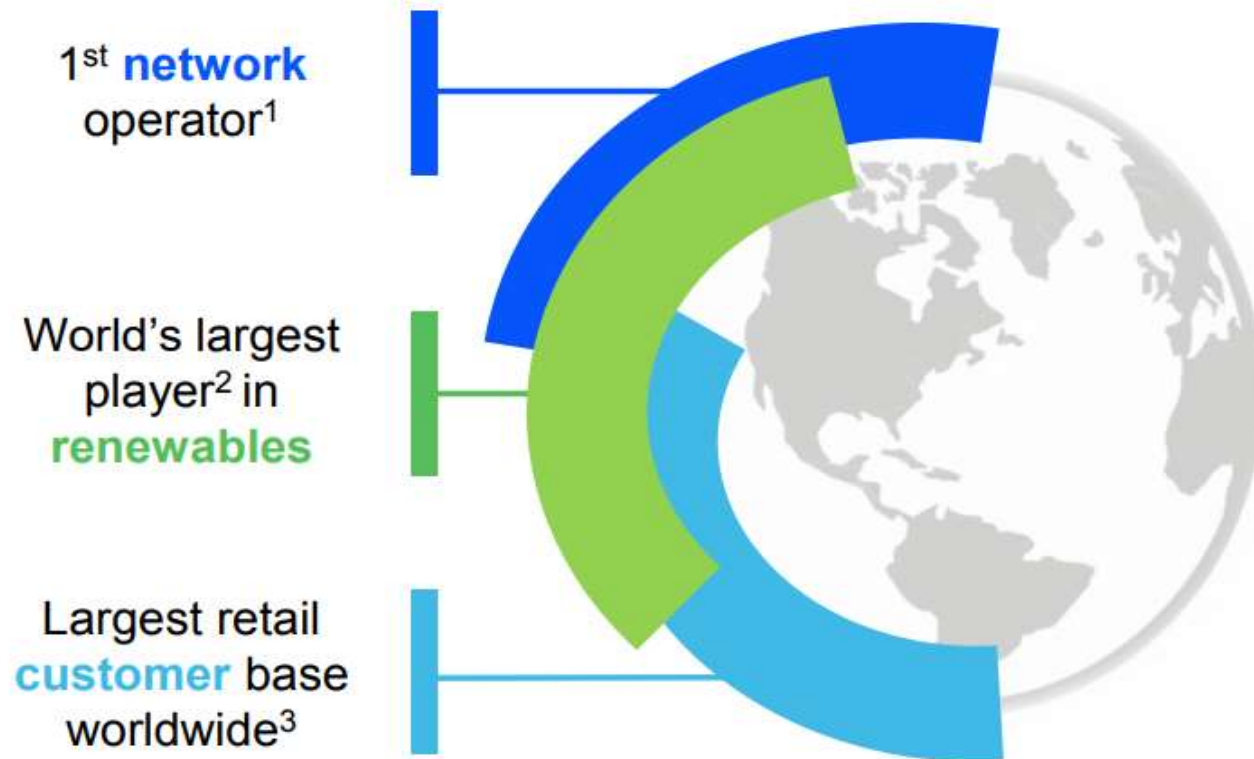 1st network
operator1
World’s largest
player2 in
renewables
Largest retail
customer base
worldwide3